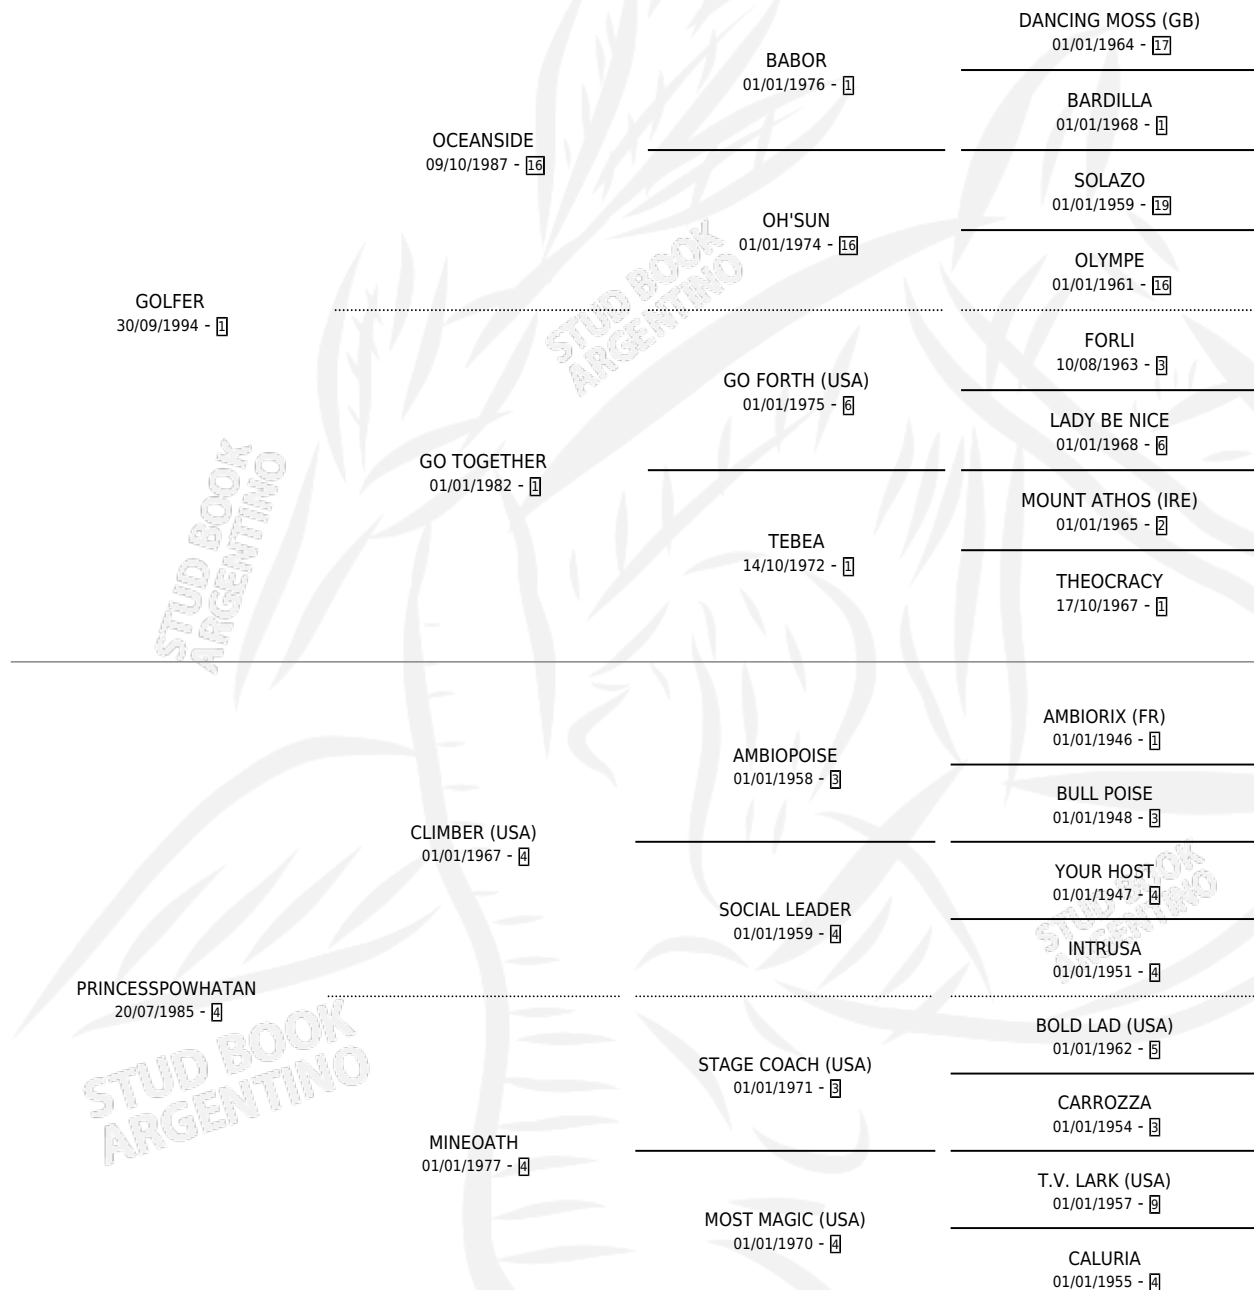 DANCING MOSS (GB)
01/01/1964 - 17
BABOR
01/01/1976 - 1
BARDILLA
01/01/1968 - 1
OCEANSIDE
09/10/1987 - 16
SOLAZO
01/01/1959 - 19
OH'SUN
01/01/1974 - 16
OLYMPE
01/01/1961 - 16
GOLFER
30/09/1994 - 1
FORLI
10/08/1963 - 3
GO FORTH (USA)
01/01/1975 - 6
LADY BE NICE
01/01/1968 - 6
GO TOGETHER
01/01/1982 - 1
MOUNT ATHOS (IRE)
01/01/1965 - 2
TEBEA
14/10/1972 - 1
THEOCRACY
17/10/1967 - 1
AMBIORIX (FR)
01/01/1946 - 1
AMBIOPOISE
01/01/1958 - 3
BULL POISE
01/01/1948 - 3
CLIMBER (USA)
01/01/1967 - 4
YOUR HOST
01/01/1947 - 4
SOCIAL LEADER
01/01/1959 - 4
INTRUSA
01/01/1951 - 4
PRINCESSPOWHATAN
20/07/1985 - 4
BOLD LAD (USA)
01/01/1962 - 5
STAGE COACH (USA)
01/01/1971 - 3
CARROZZA
01/01/1954 - 3
MINEOATH
01/01/1977 - 4
T.V. LARK (USA)
01/01/1957 - 9
MOST MAGIC (USA)
01/01/1970 - 4
CALURIA
01/01/1955 - 4
STUD BOOK
ARGENTINO
STUD BOOK
ARGENTINO
STUD BOOK
ARGENTINO
STUD BOOK
ARGENTINO